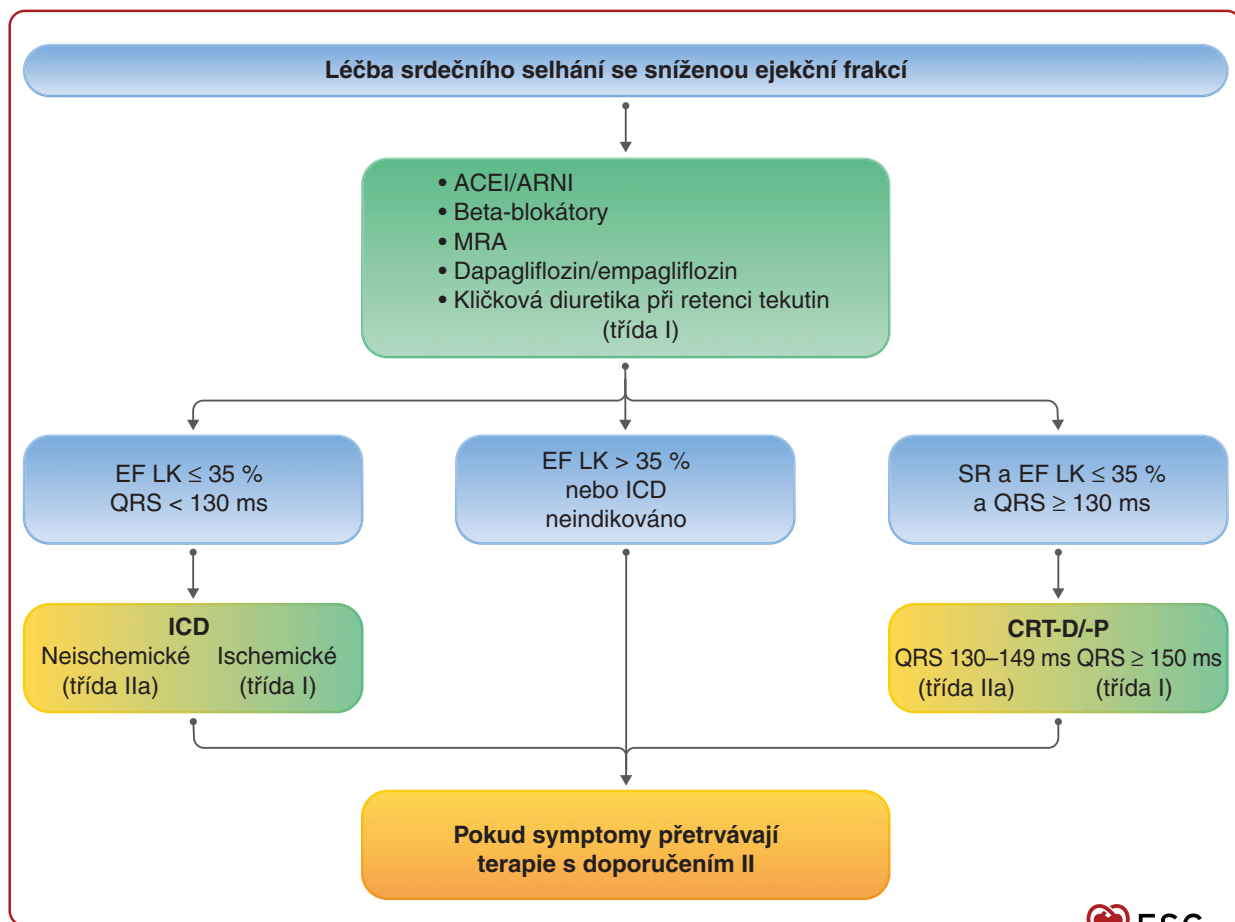 Léčba srdečního selhání se sníženou ejekční frakcí
• ACEI/ARNI
• Beta-blokátory
• MRA
• Dapagliflozin/empagliflozin
• Kličková diuretika při retenci tekutin
(třída I)
EF LK ≤ 35 %
QRS < 130 ms
EF LK > 35 %
nebo ICD
neindikováno
SR a EF LK ≤ 35 %
a QRS ≥ 130 ms
ICD
Neischemické Ischemické
(třída IIa) (třída I)
CRT-D/-P
QRS 130–149 ms QRS ≥ 150 ms
(třída IIa) (třída I)
Pokud symptomy přetrvávají
terapie s doporučením II
ESC